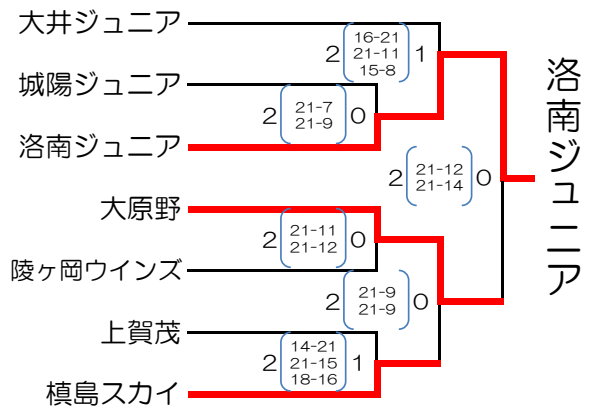 大井ジュニア
2 16-21 1
21-11
15-8
城陽ジュニア
2 21-7 0
21-9
洛南ジュニア
2 21-12 0
21-14
洛南ジュニア
大原野
2 21-11 0
21-12
陵ヶ岡ウインズ
2 21-9 0
21-9
上賀茂
2 14-21 1
21-15
18-16
槙島スカイ